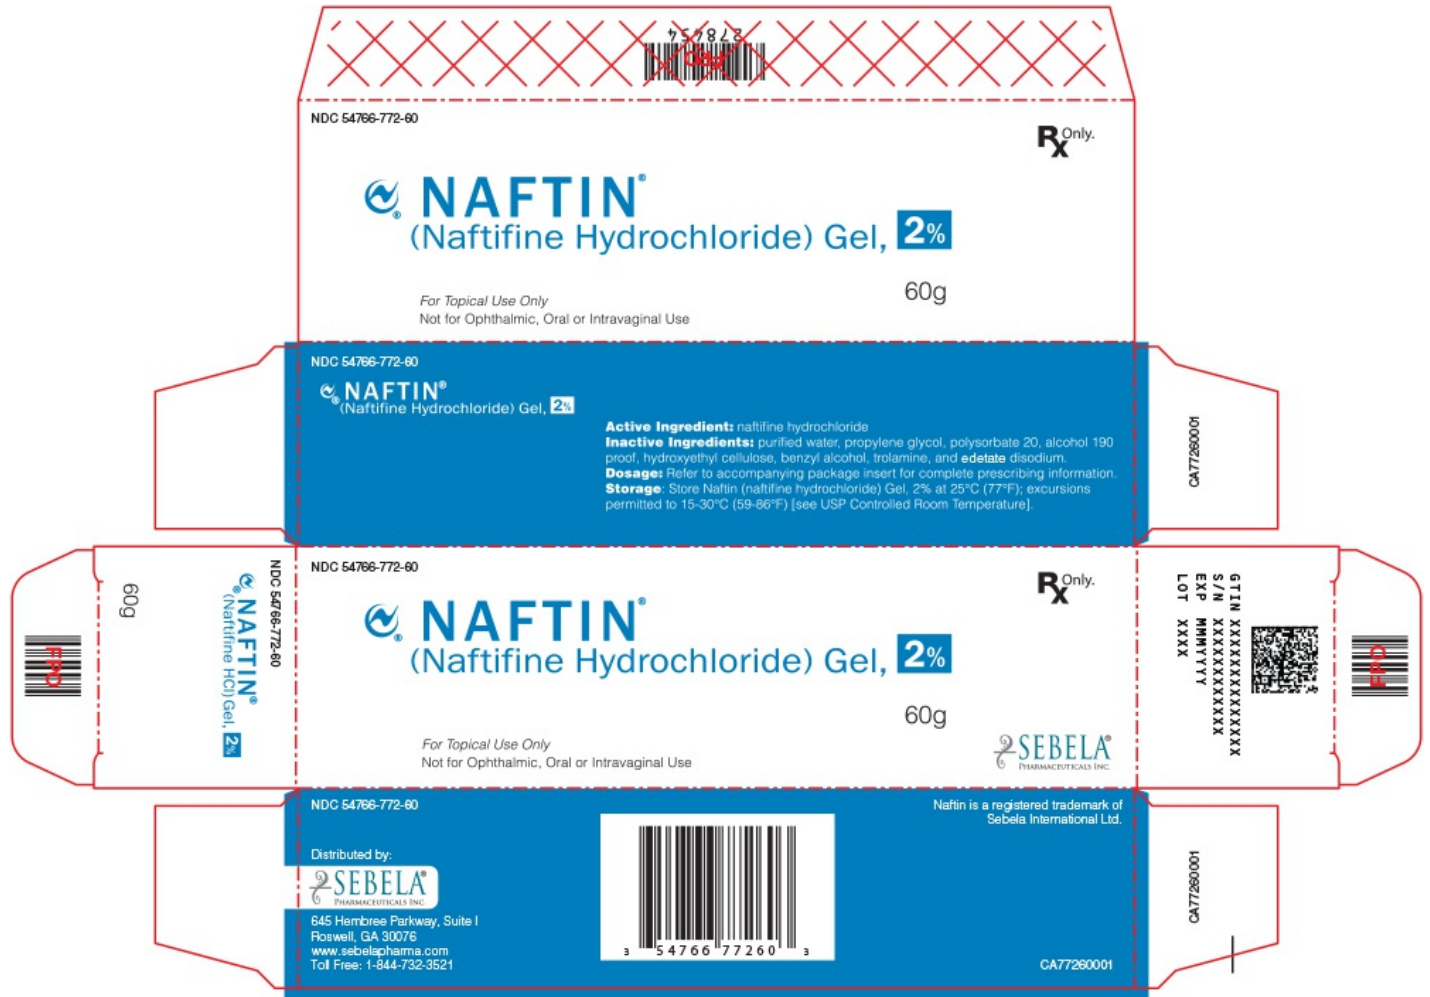 278454
FPO
NDC 54766-772-60
Rx Only.
NAFTIN®
(Naftifine Hydrochloride) Gel, 2%
60g
For Topical Use Only
Not for Ophthalmic, Oral or Intravaginal Use
NDC 54766-772-60
NAFTIN®
(Naftifine Hydrochloride) Gel, 2%
Active Ingredient: naftifine hydrochloride
Inactive Ingredients: purified water, propylene glycol, polysorbate 20, alcohol 190
proof, hydroxyethyl cellulose, benzyl alcohol, trolamine, and edetate disodium.
Dosage: Refer to accompanying package insert for complete prescribing information.
Storage: Store Naftin (naftifine hydrochloride) Gel, 2% at 25°C (77°F); excursions
permitted to 15-30°C (59-86°F) [see USP Controlled Room Temperature].
CA77260001
FPO
60g
NAFTIN®
(Naftifine HCl) Gel, 2%
NDC 54766-772-60
NDC 54766-772-60
Rx Only.
NAFTIN®
(Naftifine Hydrochloride) Gel, 2%
60g
For Topical Use Only
Not for Ophthalmic, Oral or Intravaginal Use
SEBELA®
PHARMACEUTICALS INC.
GTIN XXXXXXXXXXXXXX
S/N XXXXXXXXXXXX
EXP MMMYYYY
LOT XXXX
FPO
NDC 54766-772-60
Distributed by:
SEBELA®
PHARMACEUTICALS INC.
645 Hembree Parkway, Suite I
Roswell, GA 30076
www.sebelapharma.com
Toll Free: 1-844-732-3521
3 54766 77260 3
Naftin is a registered trademark of
Sebela International Ltd.
CA77260001
CA77260001